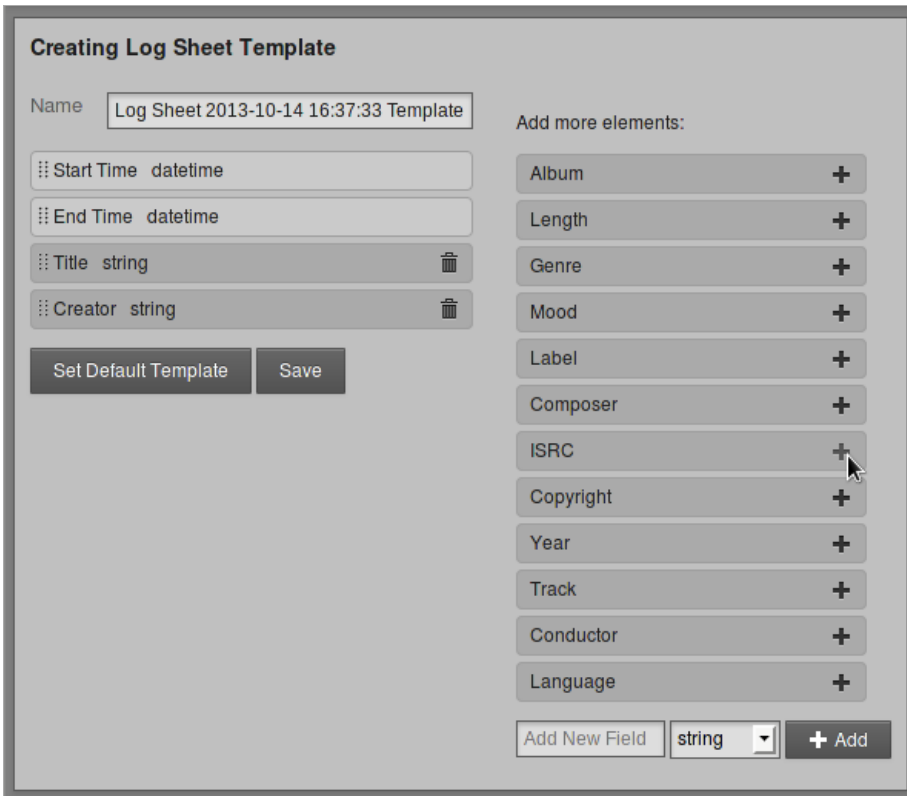 Creating Log Sheet Template
Name
Log Sheet 2013-10-14 16:37:33 Template
Start Time datetime
End Time datetime
Title string
Creator string
Set Default Template
Save
Add more elements:
Album
Length
Genre
Mood
Label
Composer
ISRC
Copyright
Year
Track
Conductor
Language
Add New Field
string
Add